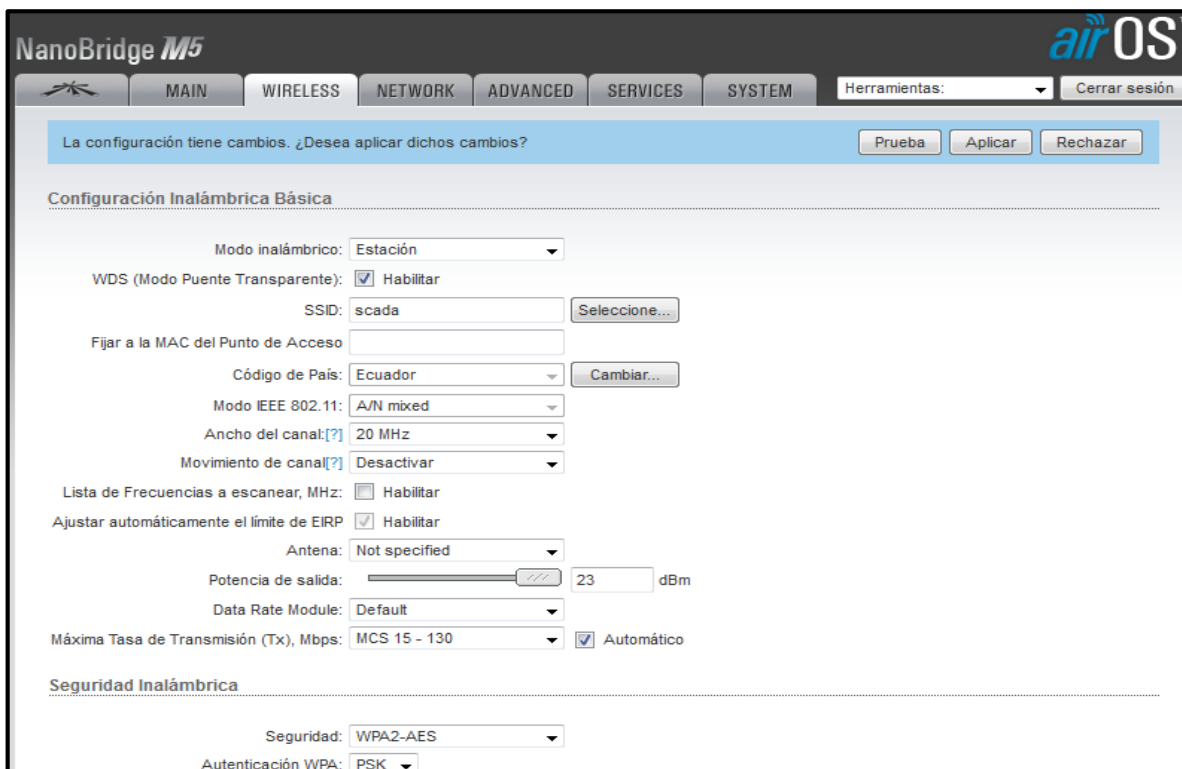 NanoBridge M5
airOS
MAIN WIRELESS NETWORK ADVANCED SERVICES SYSTEM Herramientas: Cerrar sesión
La configuración tiene cambios. ¿Desea aplicar dichos cambios? Prueba Aplicar Rechazar
Configuración Inalámbrica Básica
Modo inalámbrico: Estación
WDS (Modo Puente Transparente): Habilitar
SSID: scada Seleccione...
Fijar a la MAC del Punto de Acceso
Código de País: Ecuador Cambiar...
Modo IEEE 802.11: A/N mixed
Ancho del canal:[?] 20 MHz
Movimiento de canal[?] Desactivar
Lista de Frecuencias a escanear, MHz: Habilitar
Ajustar automáticamente el límite de EIRP Habilitar
Antena: Not specified
Potencia de salida: 23 dBm
Data Rate Module: Default
Máxima Tasa de Transmisión (Tx), Mbps: MCS 15 - 130 Automático
Seguridad Inalámbrica
Seguridad: WPA2-AES
Autenticación WPA: PSK